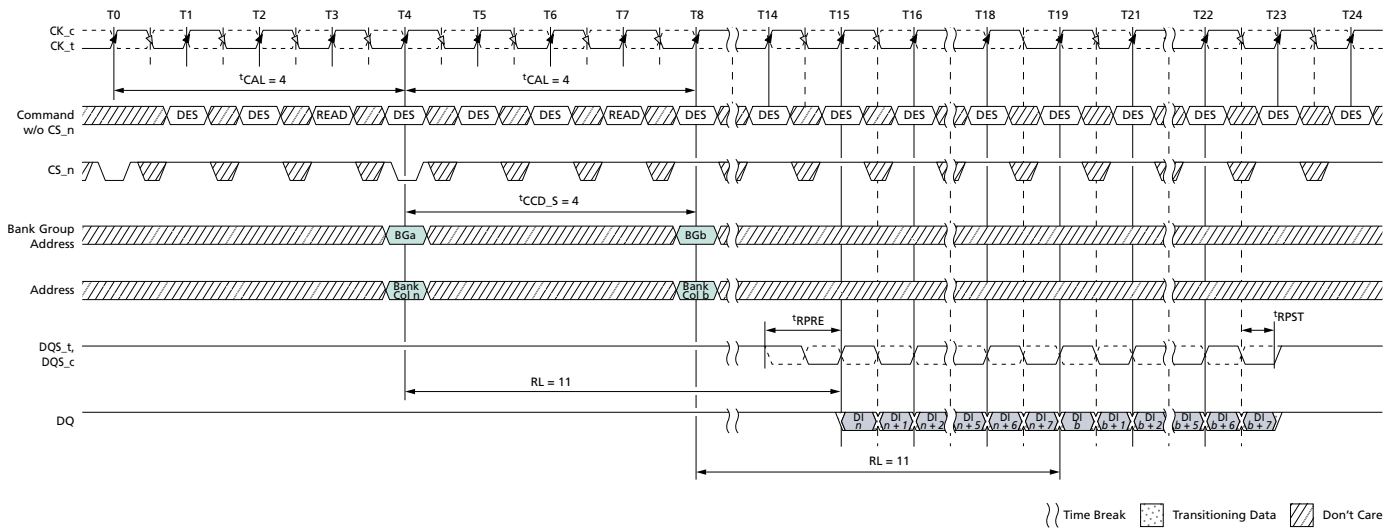 T0 T1 T2 T3 T4 T5 T6 T7 T8 T14 T15 T16 T18 T19 T21 T22 T23 T24
CK_c
CK_t
tCAL = 4 tCAL = 4
Command
w/o CS_n
DES DES READ DES DES DES READ DES DES DES DES DES DES DES DES DES DES
CS_n
tCCD_S = 4
Bank Group
Address
BGa BGb
Address
Bank
Col n
Bank
Col b
tRPRE tRPST
DQS_t,
DQS_c
RL = 11
DQ
DI
n
DI
n + 1
DI
n + 2
DI
n + 5
DI
n + 6
DI
n + 7
DI
b
DI
b + 1
DI
b + 2
DI
b + 5
DI
b + 6
DI
b + 7
RL = 11
Time Break Transitioning Data Don't Care